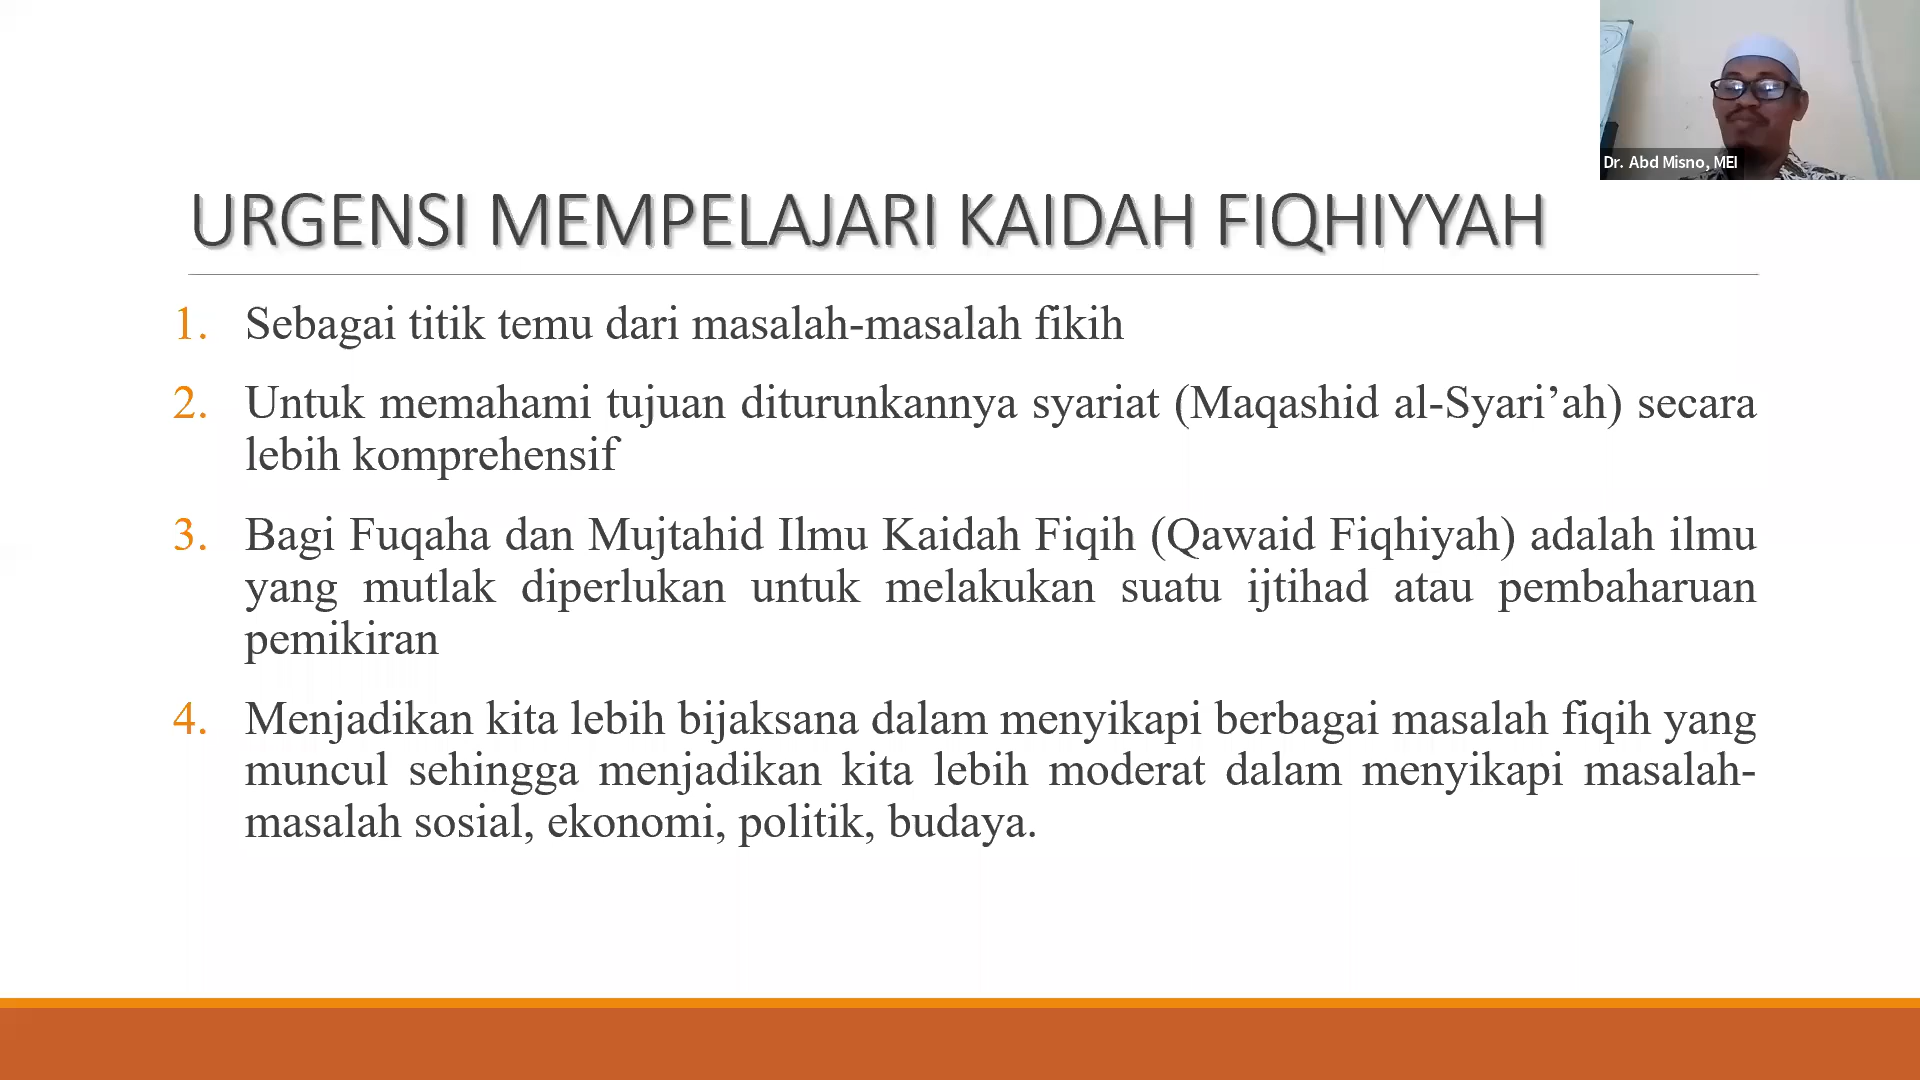 Dr. Abd Misno, MEI
URGENSI MEMPELAJARI KAIDAH FIQHIYYAH
1. Sebagai titik temu dari masalah-masalah fikih
2. Untuk memahami tujuan diturunkannya syariat (Maqashid al-Syari’ah) secara
lebih komprehensif
3. Bagi Fuqaha dan Mujtahid Ilmu Kaidah Fiqih (Qawaid Fiqhiyah) adalah ilmu
yang mutlak diperlukan untuk melakukan suatu ijtihad atau pembaharuan
pemikiran
4. Menjadikan kita lebih bijaksana dalam menyikapi berbagai masalah fiqih yang
muncul sehingga menjadikan kita lebih moderat dalam menyikapi masalah-
masalah sosial, ekonomi, politik, budaya.